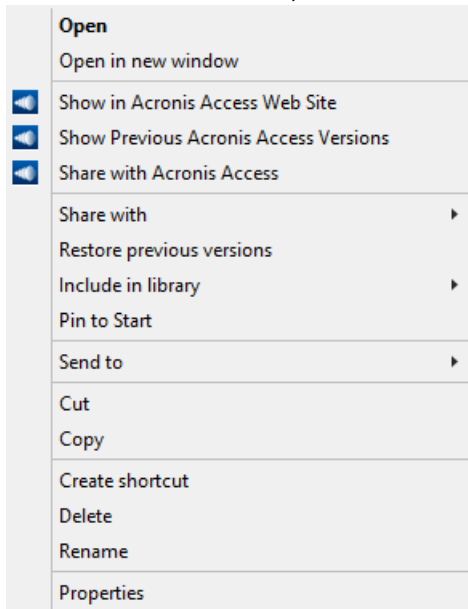 Open
Open in new window
Show in Acronis Access Web Site
Show Previous Acronis Access Versions
Share with Acronis Access
Share with
Restore previous versions
Include in library
Pin to Start
Send to
Cut
Copy
Create shortcut
Delete
Rename
Properties